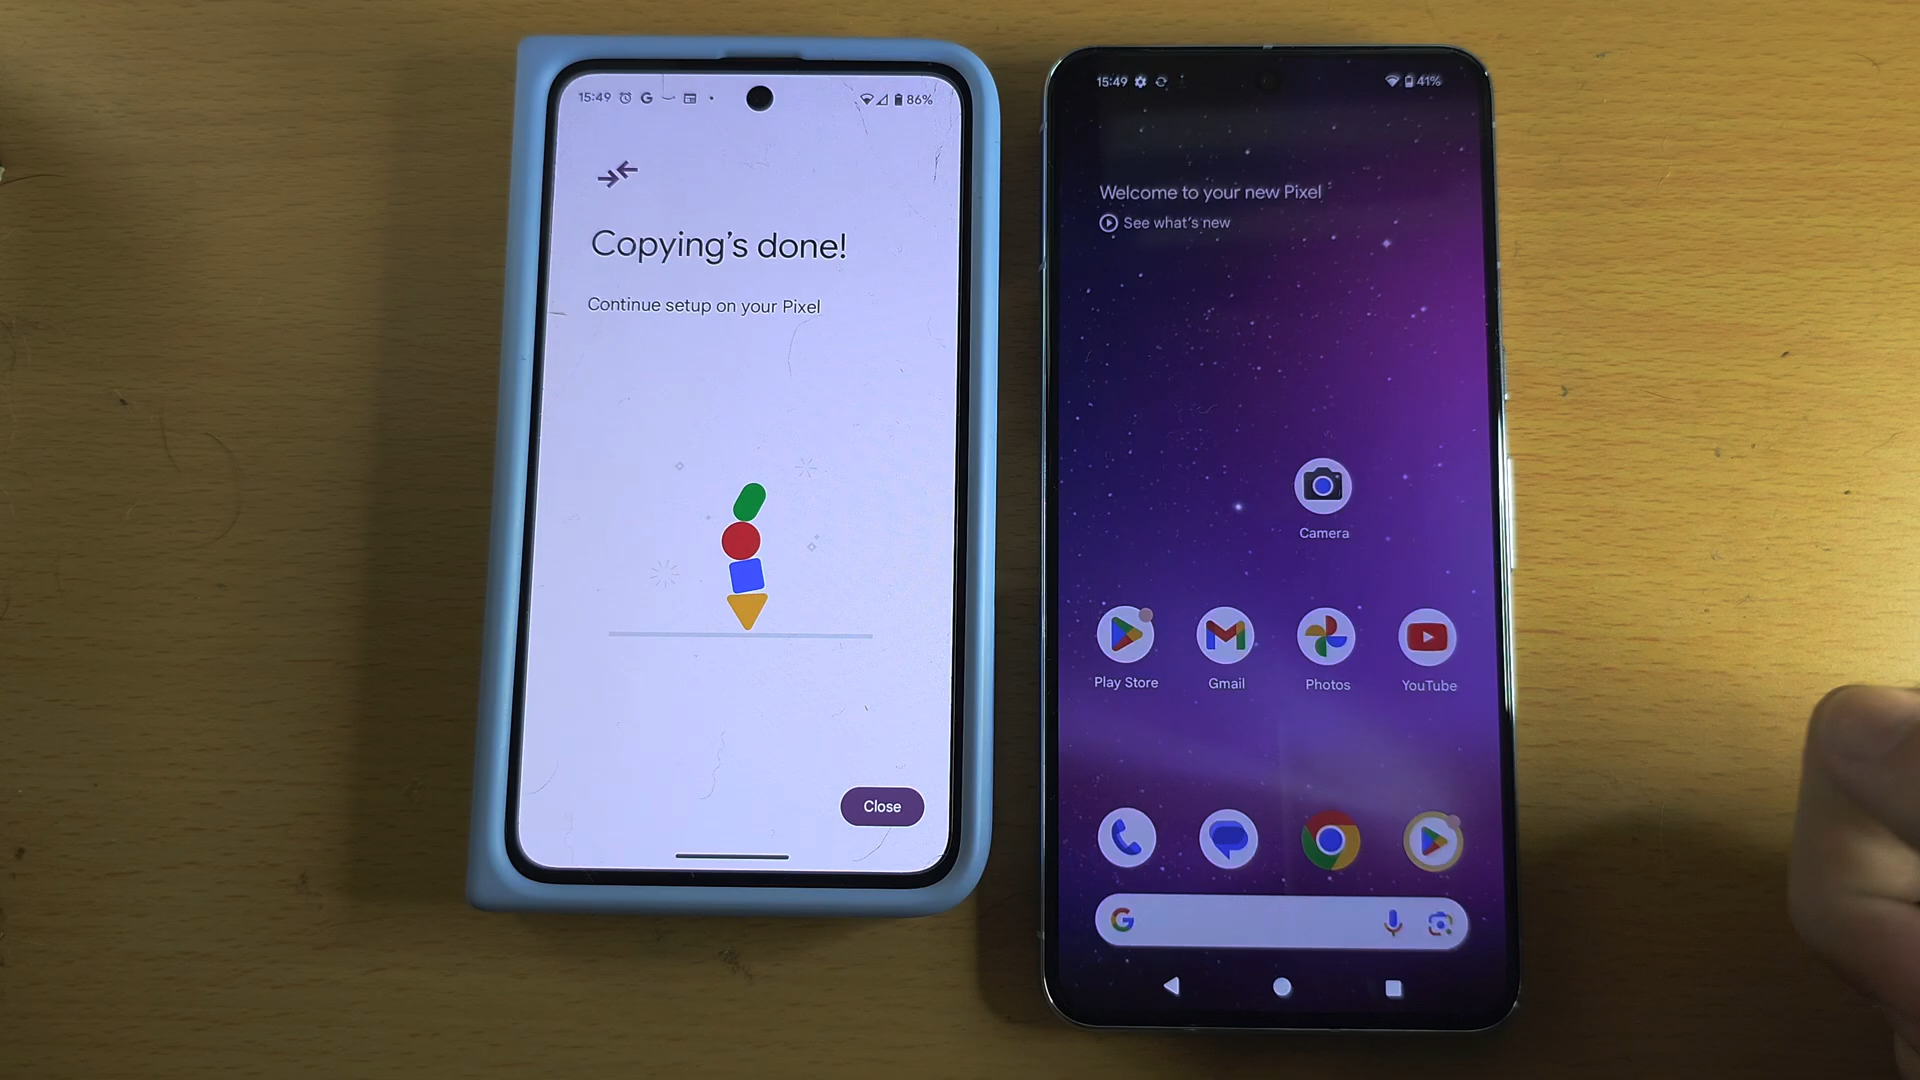 15:49 G 86%
Copying's done!
Continue setup on your Pixel
Close
15:49 41%
Welcome to your new Pixel
See what's new
Camera
Play Store Gmail Photos YouTube
G